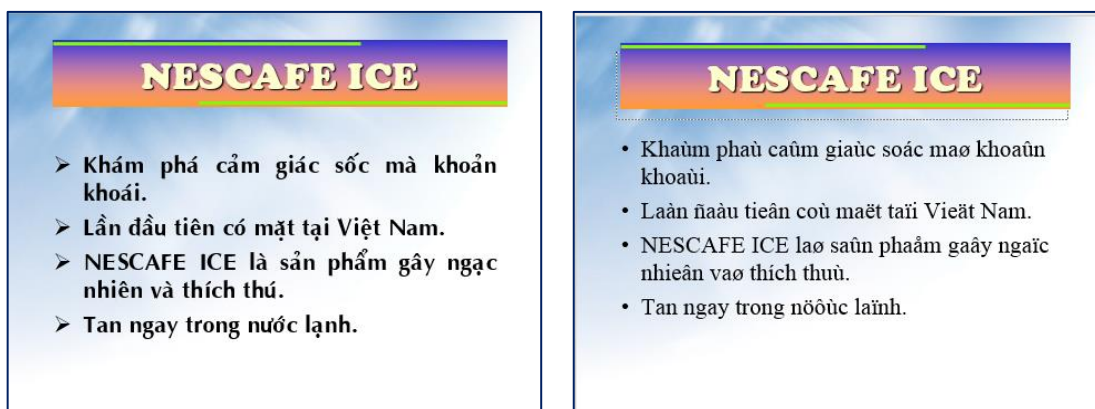 NESCAFE ICE
➢ Khám phá cảm giác sốc mà khoản
khoái.
➢ Lần đầu tiên có mặt tại Việt Nam.
➢ NESCAFE ICE là sản phẩm gây ngạc
nhiên và thích thú.
➢ Tan ngay trong nước lạnh.
NESCAFE ICE
• Khaùm phaù caûm giaùc soác maø khoaûn
khoaùi.
• Laàn ñaàu tieân coù maët taïi Vieät Nam.
• NESCAFE ICE laø saûn phaåm gaây ngaïc
nhieân vaø thích thuù.
• Tan ngay trong nöôùc laïnh.